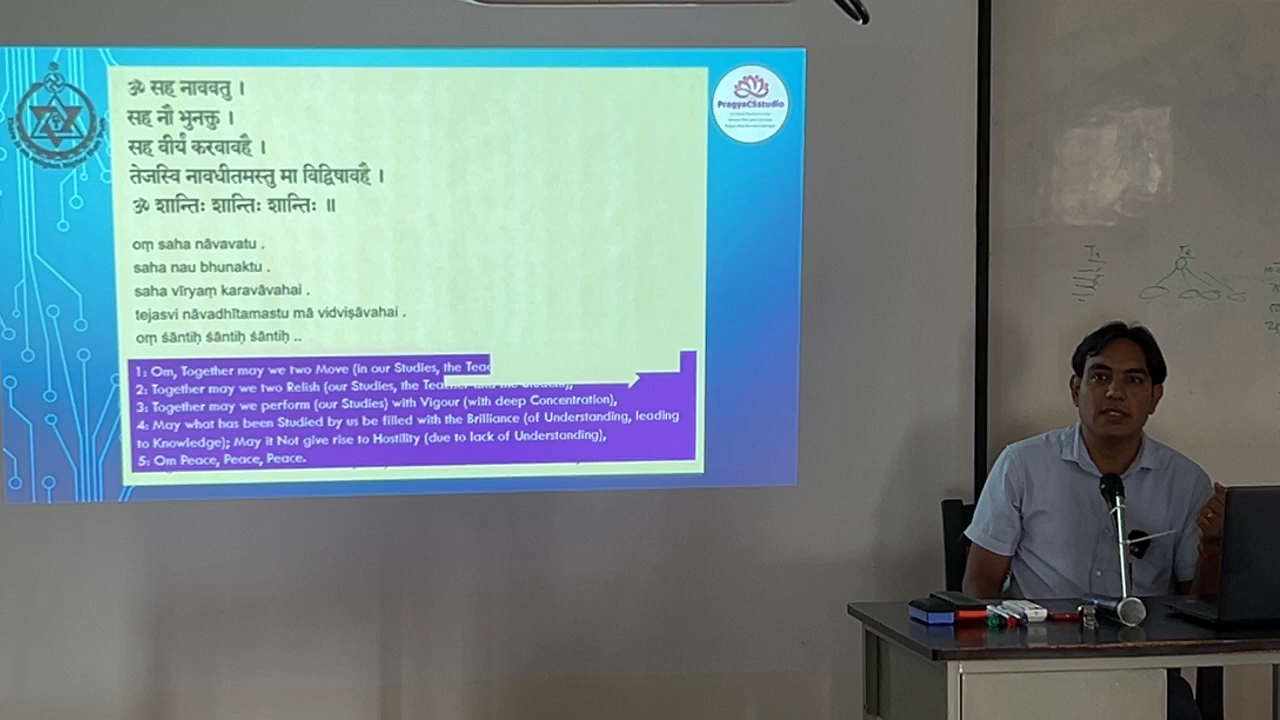 ॐ सह नाववतु ।
सह नौ भुनक्तु ।
सह वीर्यं करवावहै ।
तेजस्वि नावधीतमस्तु मा विद्विषावहै ।
ॐ शान्तिः शान्तिः शान्तिः ॥
oṃ saha nāvavatu .
saha nau bhunaktu .
saha vīryaṃ karavāvahai .
tejasvi nāvadhītamastu mā vidviṣāvahai .
oṃ śāntiḥ śāntiḥ śāntiḥ ..
1: Om, Together may we two Move (in our Studies, the Teac
2: Together may we two Relish (our Studies, the Teacher and the Student),
3: Together may we perform (our Studies) with Vigour (with deep Concentration),
4: May what has been Studied by us be filled with the Brilliance (of Understanding, leading
to Knowledge); May it Not give rise to Hostility (due to lack of Understanding),
5: Om Peace, Peace, Peace.
PragyaCSstudio